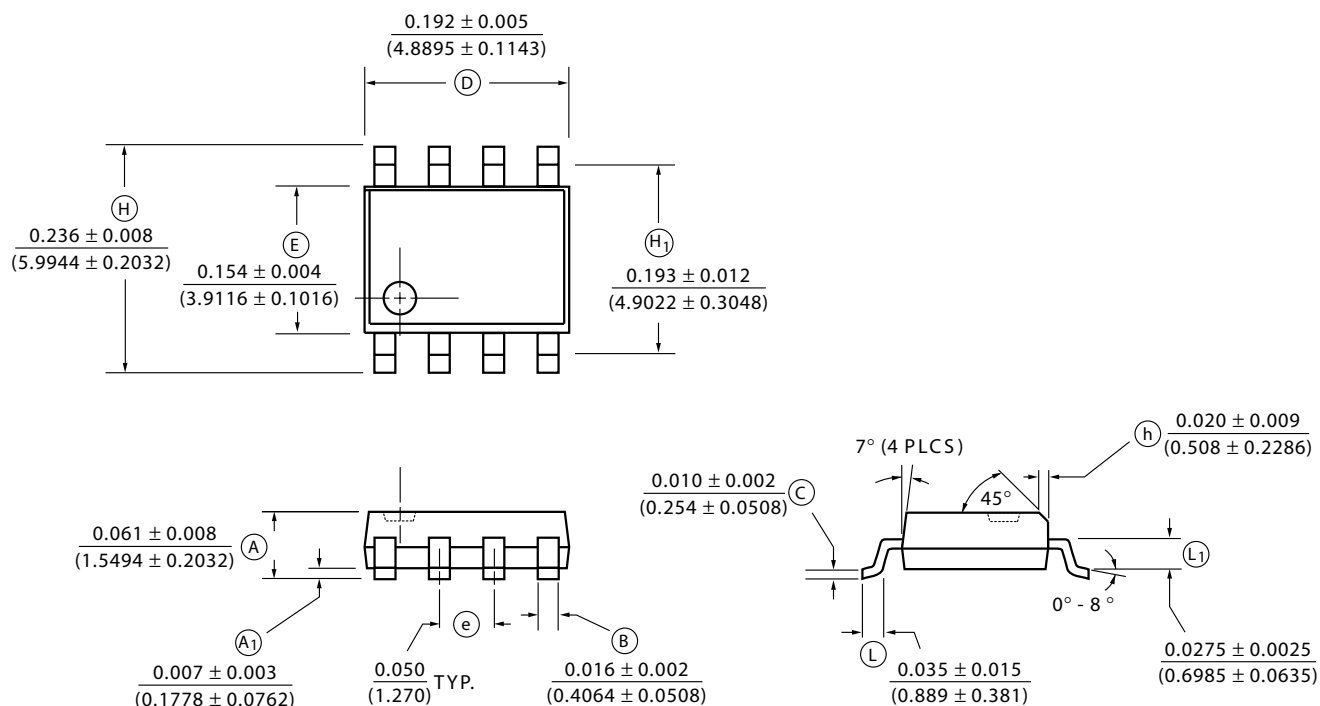 0.192 ± 0.005
(4.8895 ± 0.1143)
D
H
0.236 ± 0.008
(5.9944 ± 0.2032)
E
0.154 ± 0.004
(3.9116 ± 0.1016)
H1
0.193 ± 0.012
(4.9022 ± 0.3048)
0.061 ± 0.008
(1.5494 ± 0.2032)
A
A1
0.007 ± 0.003
(0.1778 ± 0.0762)
e
0.050
(1.270)
TYP.
B
0.016 ± 0.002
(0.4064 ± 0.0508)
7° (4 PLCS)
0.010 ± 0.002
(0.254 ± 0.0508)
C
45°
h
0.020 ± 0.009
(0.508 ± 0.2286)
L1
0° - 8 °
L
0.035 ± 0.015
(0.889 ± 0.381)
0.0275 ± 0.0025
(0.6985 ± 0.0635)